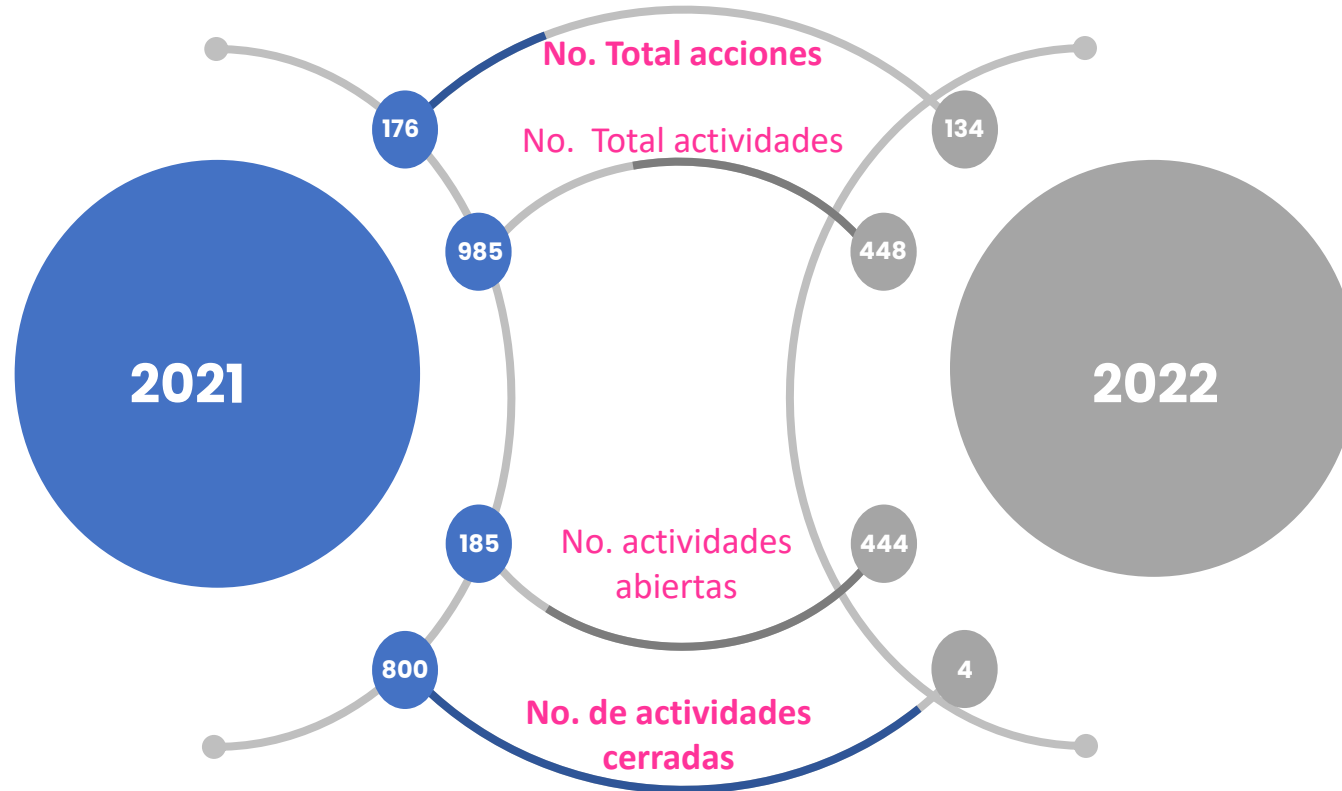 No. Total acciones
176
134
No. Total actividades
985
448
2021
2022
185
No. actividades
abiertas
444
800
4
No. de actividades
cerradas